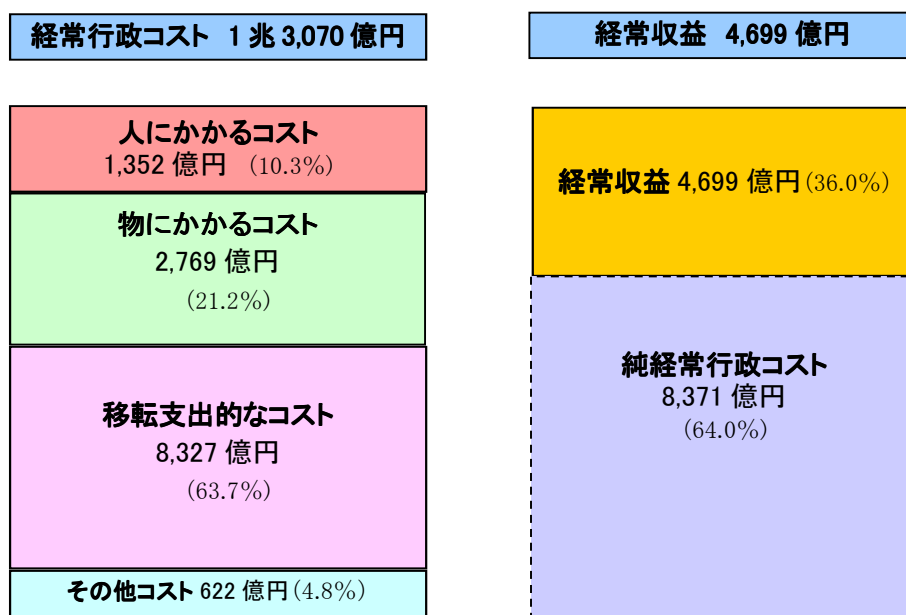 経常行政コスト 1兆3,070億円
人にかかるコスト
1,352億円 (10.3%)
物にかかるコスト
2,769億円
(21.2%)
移転支出的なコスト
8,327億円
(63.7%)
その他コスト 622億円(4.8%)
経常収益 4,699億円
経常収益 4,699億円(36.0%)
純経常行政コスト
8,371億円
(64.0%)